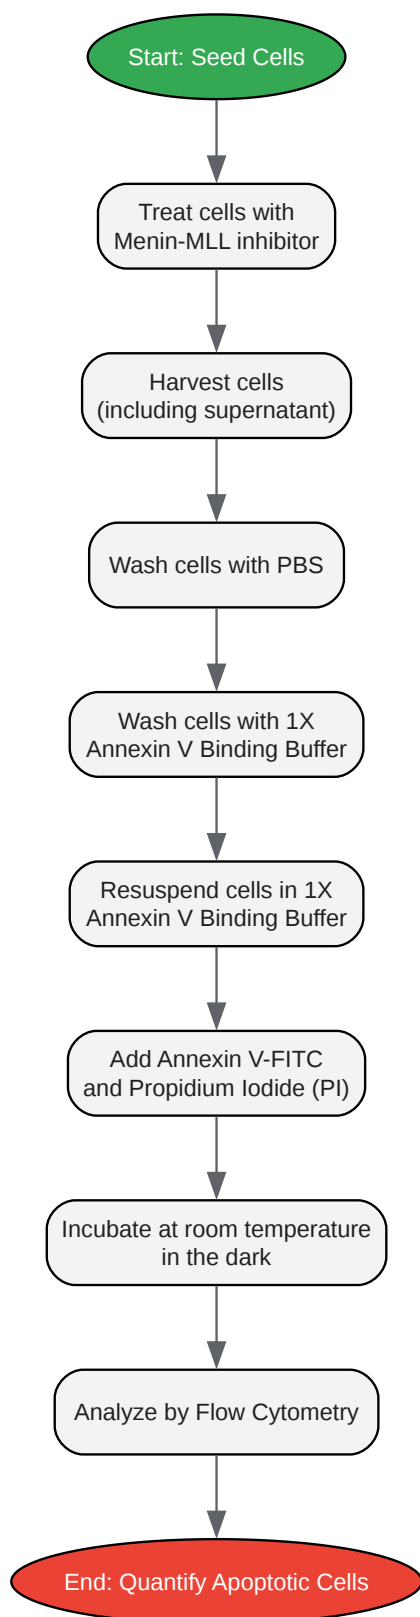 Start: Seed Cells
Treat cells with
Menin-MLL inhibitor
Harvest cells
(including supernatant)
Wash cells with PBS
Wash cells with 1X
Annexin V Binding Buffer
Resuspend cells in 1X
Annexin V Binding Buffer
Add Annexin V-FITC
and Propidium Iodide (PI)
Incubate at room temperature
in the dark
Analyze by Flow Cytometry
End: Quantify Apoptotic Cells